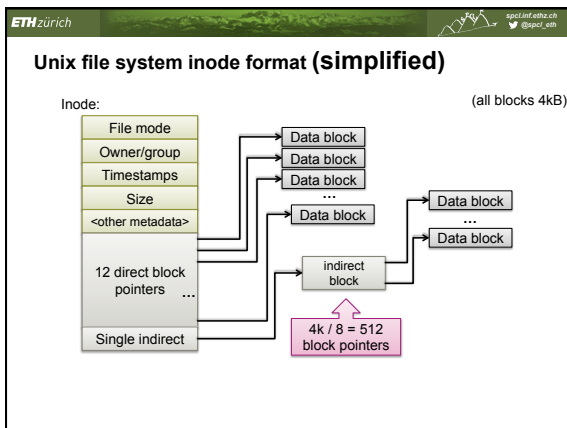 ETH zürich
spcl.inf.ethz.ch
@spcl_eth
Unix file system inode format (simplified)
Inode:
(all blocks 4kB)
File mode
Owner/group
Timestamps
Size
<other metadata>
12 direct block
pointers ...
Single indirect
Data block
Data block
Data block
...
Data block
indirect
block
4k / 8 = 512
block pointers
Data block
...
Data block